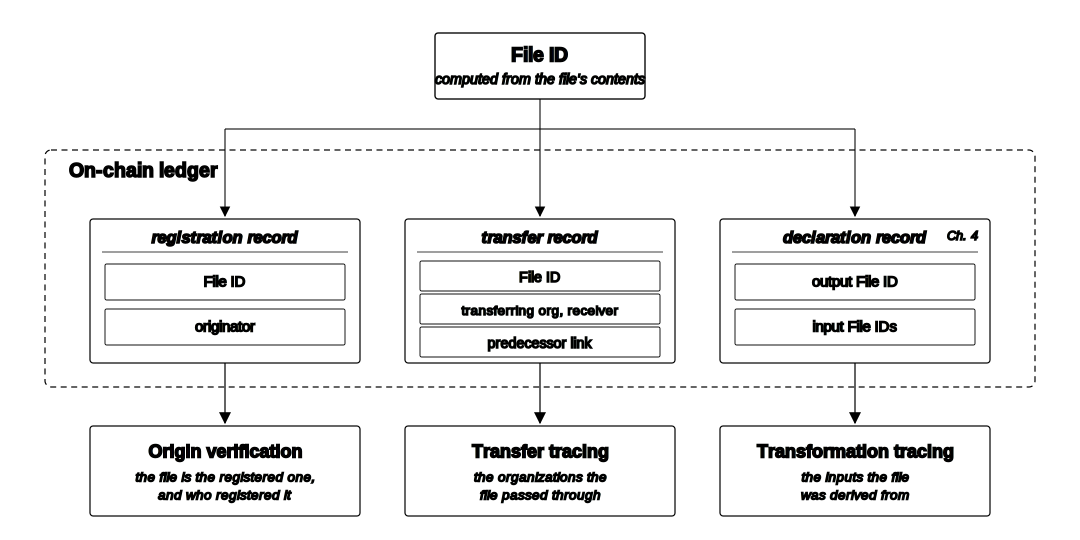 File ID
computed from the file's contents
On-chain ledger
registration record
File ID
originator
transfer record
File ID
transferring org, receiver
predecessor link
declaration record Ch. 4
output File ID
input File IDs
Origin verification
the file is the registered one,
and who registered it
Transfer tracing
the organizations the
file passed through
Transformation tracing
the inputs the file
was derived from